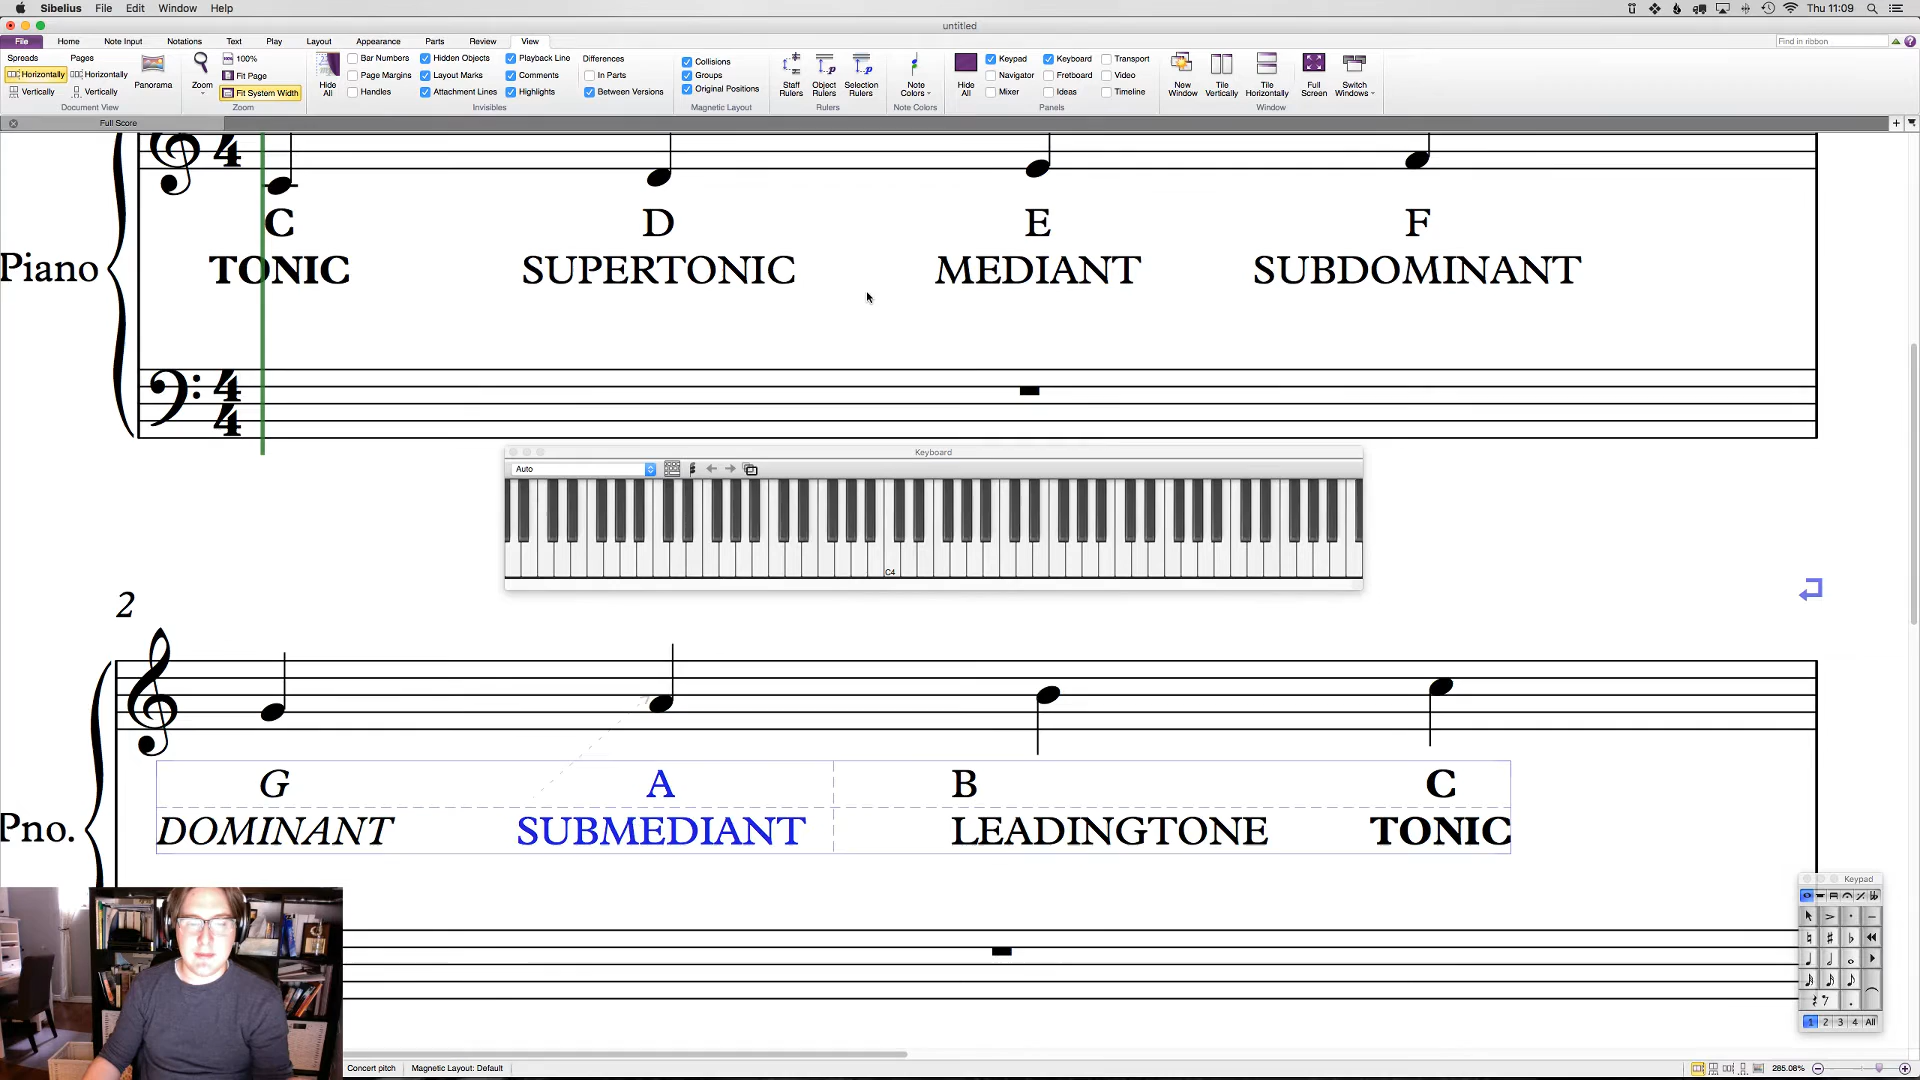 Sibelius File Edit Window Help Thu 11:09
untitled
File Home Note Input Notations Text Play Layout Appearance Parts Review View Find in ribbon
Spreads Pages 100% Bar Numbers Hidden Objects Playback Line Differences Collisions Keypad Keyboard Transport
Horizontally Horizontally Panorama Zoom Fit Page Hide All Page Margins Layout Marks Comments In Parts Groups Staff Rulers Object Rulers Selection Rulers Note Colors Hide All Navigator Fretboard Video New Window Tile Vertically Tile Horizontally Full Screen Switch Windows
Vertically Vertically Fit System Width Handles Attachment Lines Highlights Between Versions Original Positions Mixer Ideas Timeline
Document View Zoom Invisibles Magnetic Layout Rulers Note Colors Panels Window
Full Score
4
4
C D E F
Piano TONIC SUPERTONIC MEDIANT SUBDOMINANT
4
4
Keyboard
Auto
C4
2
G A B C
Pno. DOMINANT SUBMEDIANT LEADINGTONE TONIC
Keypad
1 2 3 4 All
Concert pitch Magnetic Layout: Default 285.08%